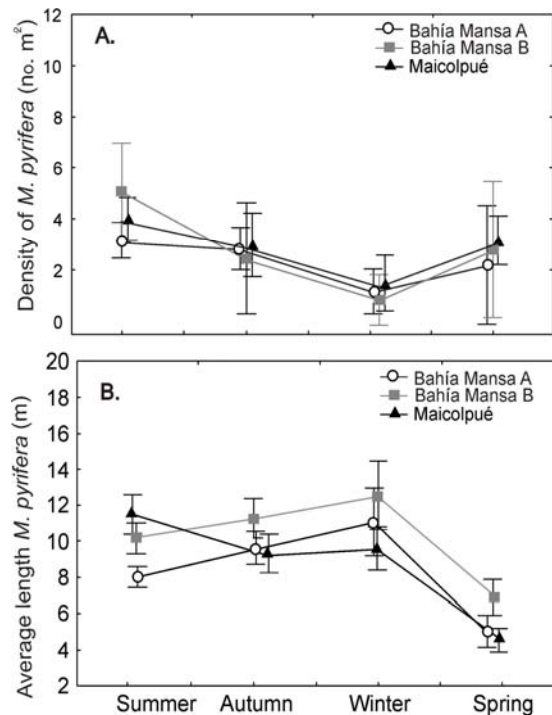 A.
Bahía Mansa A
Bahía Mansa B
Maicolpué
Density of M. pyrifera (no. m²)
12
10
8
6
4
2
0
B.
Bahía Mansa A
Bahía Mansa B
Maicolpué
Average length M. pyrifera (m)
20
18
16
14
12
10
8
6
4
2
Summer Autumn Winter Spring